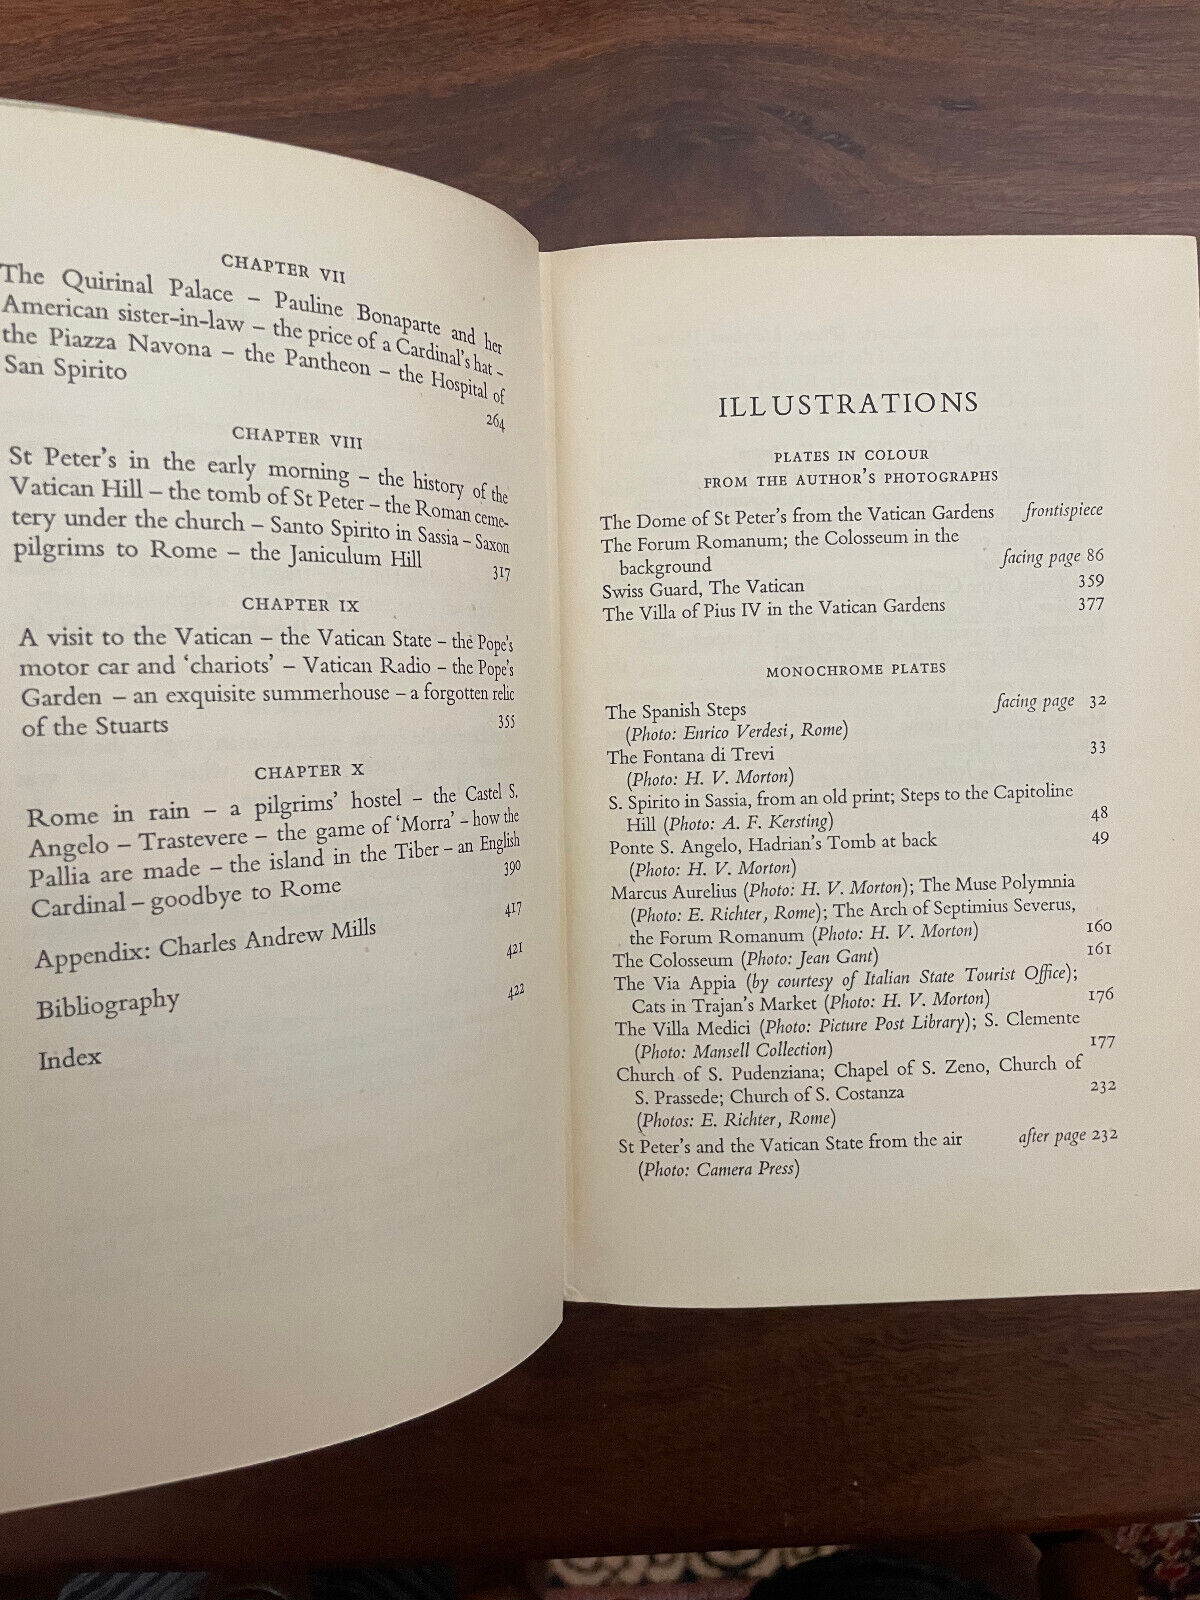 CHAPTER VII
The Quirinal Palace – Pauline Bonaparte and her
American sister-in-law – the price of a Cardinal's hat –
the Piazza Navona – the Pantheon – the Hospital of
San Spirito
264
CHAPTER VIII
St Peter's in the early morning – the history of the
Vatican Hill – the tomb of St Peter – the Roman ceme-
tery under the church – Santo Spirito in Sassia – Saxon
pilgrims to Rome – the Janiculum Hill
317
CHAPTER IX
A visit to the Vatican – the Vatican State – the Pope's
motor car and 'chariots' – Vatican Radio – the Pope's
Garden – an exquisite summerhouse – a forgotten relic
of the Stuarts 355
CHAPTER X
Rome in rain – a pilgrims' hostel – the Castel S.
Angelo – Trastevere – the game of 'Morra' – how the
Pallia are made – the island in the Tiber – an English
Cardinal – goodbye to Rome 390
Appendix: Charles Andrew Mills 417
Bibliography 421
Index 422
ILLUSTRATIONS
PLATES IN COLOUR
FROM THE AUTHOR'S PHOTOGRAPHS
The Dome of St Peter's from the Vatican Gardens frontispiece
The Forum Romanum; the Colosseum in the
background facing page 86
Swiss Guard, The Vatican 359
The Villa of Pius IV in the Vatican Gardens 377
MONOCHROME PLATES
The Spanish Steps facing page 32
(Photo: Enrico Verdesi, Rome)
The Fontana di Trevi 33
(Photo: H. V. Morton)
S. Spirito in Sassia, from an old print; Steps to the Capitoline
Hill (Photo: A. F. Kersting) 48
Ponte S. Angelo, Hadrian's Tomb at back 49
(Photo: H. V. Morton)
Marcus Aurelius (Photo: H. V. Morton); The Muse Polymnia
(Photo: E. Richter, Rome); The Arch of Septimius Severus,
the Forum Romanum (Photo: H. V. Morton) 160
The Colosseum (Photo: Jean Gant) 161
The Via Appia (by courtesy of Italian State Tourist Office);
Cats in Trajan's Market (Photo: H. V. Morton) 176
The Villa Medici (Photo: Picture Post Library); S. Clemente
(Photo: Mansell Collection) 177
Church of S. Pudenziana; Chapel of S. Zeno, Church of
S. Prassede; Church of S. Costanza 232
(Photos: E. Richter, Rome)
St Peter's and the Vatican State from the air after page 232
(Photo: Camera Press)